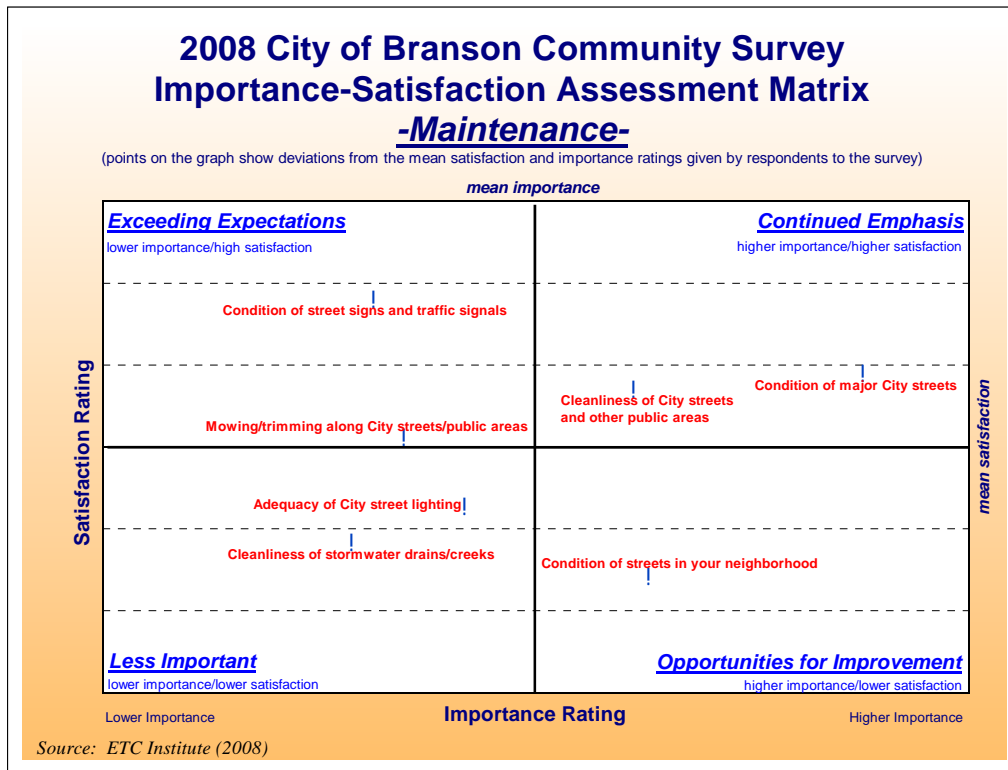 2008 City of Branson Community Survey
Importance-Satisfaction Assessment Matrix
-Maintenance-
(points on the graph show deviations from the mean satisfaction and importance ratings given by respondents to the survey)
mean importance
Exceeding Expectations
lower importance/high satisfaction
Continued Emphasis
higher importance/higher satisfaction
Condition of street signs and traffic signals
Condition of major City streets
Cleanliness of City streets
and other public areas
Mowing/trimming along City streets/public areas
Satisfaction Rating
mean satisfaction
Adequacy of City street lighting
Cleanliness of stormwater drains/creeks
Condition of streets in your neighborhood
Less Important
lower importance/lower satisfaction
Opportunities for Improvement
higher importance/lower satisfaction
Lower Importance
Importance Rating
Higher Importance
Source: ETC Institute (2008)